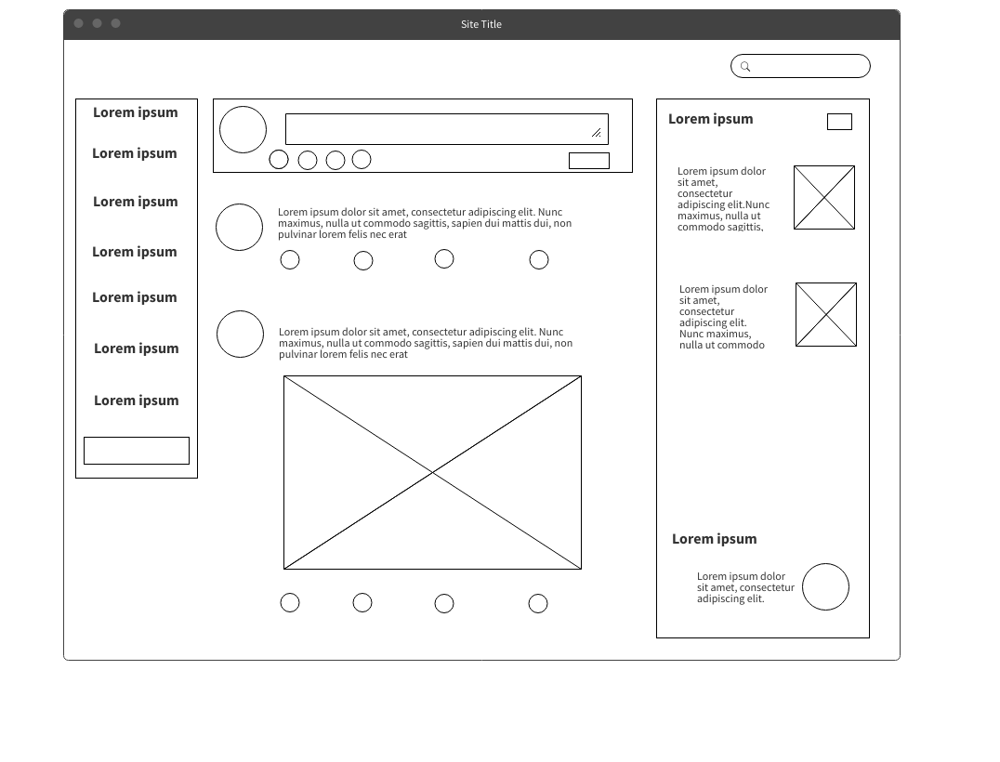 Site Title
Lorem ipsum
Lorem ipsum
Lorem ipsum
Lorem ipsum
Lorem ipsum
Lorem ipsum
Lorem ipsum
Lorem ipsum dolor sit amet, consectetur adipiscing elit. Nunc
maximus, nulla ut commodo sagittis, sapien dui mattis dui, non
pulvinar lorem felis nec erat
Lorem ipsum dolor sit amet, consectetur adipiscing elit. Nunc
maximus, nulla ut commodo sagittis, sapien dui mattis dui, non
pulvinar lorem felis nec erat
Lorem ipsum
Lorem ipsum dolor
sit amet,
consectetur
adipiscing elit.Nunc
maximus, nulla ut
commodo sagittis,
Lorem ipsum dolor
sit amet,
consectetur
adipiscing elit.
Nunc maximus,
nulla ut commodo
Lorem ipsum
Lorem ipsum dolor
sit amet, consectetur
adipiscing elit.